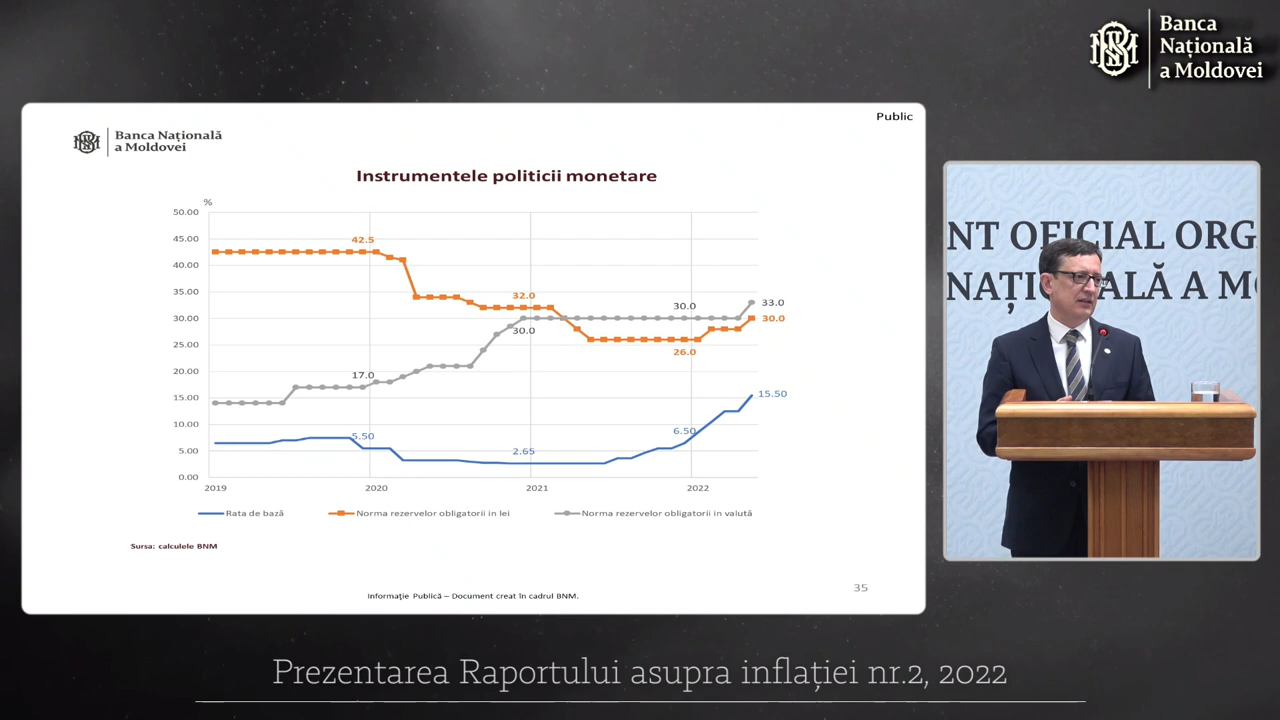 Banca
Națională
a Moldovei
Public
Banca Națională
a Moldovei
Instrumentele politicii monetare
%
50.00
45.00
40.00
35.00
30.00
25.00
20.00
15.00
10.00
5.00
0.00
42.5
32.0
30.0
33.0
30.0
30.0
26.0
17.0
15.50
5.50
2.65
6.50
2019
2020
2021
2022
Rata de bază
Norma rezervelor obligatorii in lei
Norma rezervelor obligatorii in valută
Sursa: calculele BNM
35
Informație Publică – Document creat în cadrul BNM.
NT OFICIAL ORG
NAȚI ALĂ A M
Prezentarea Raportului asupra inflației nr.2, 2022